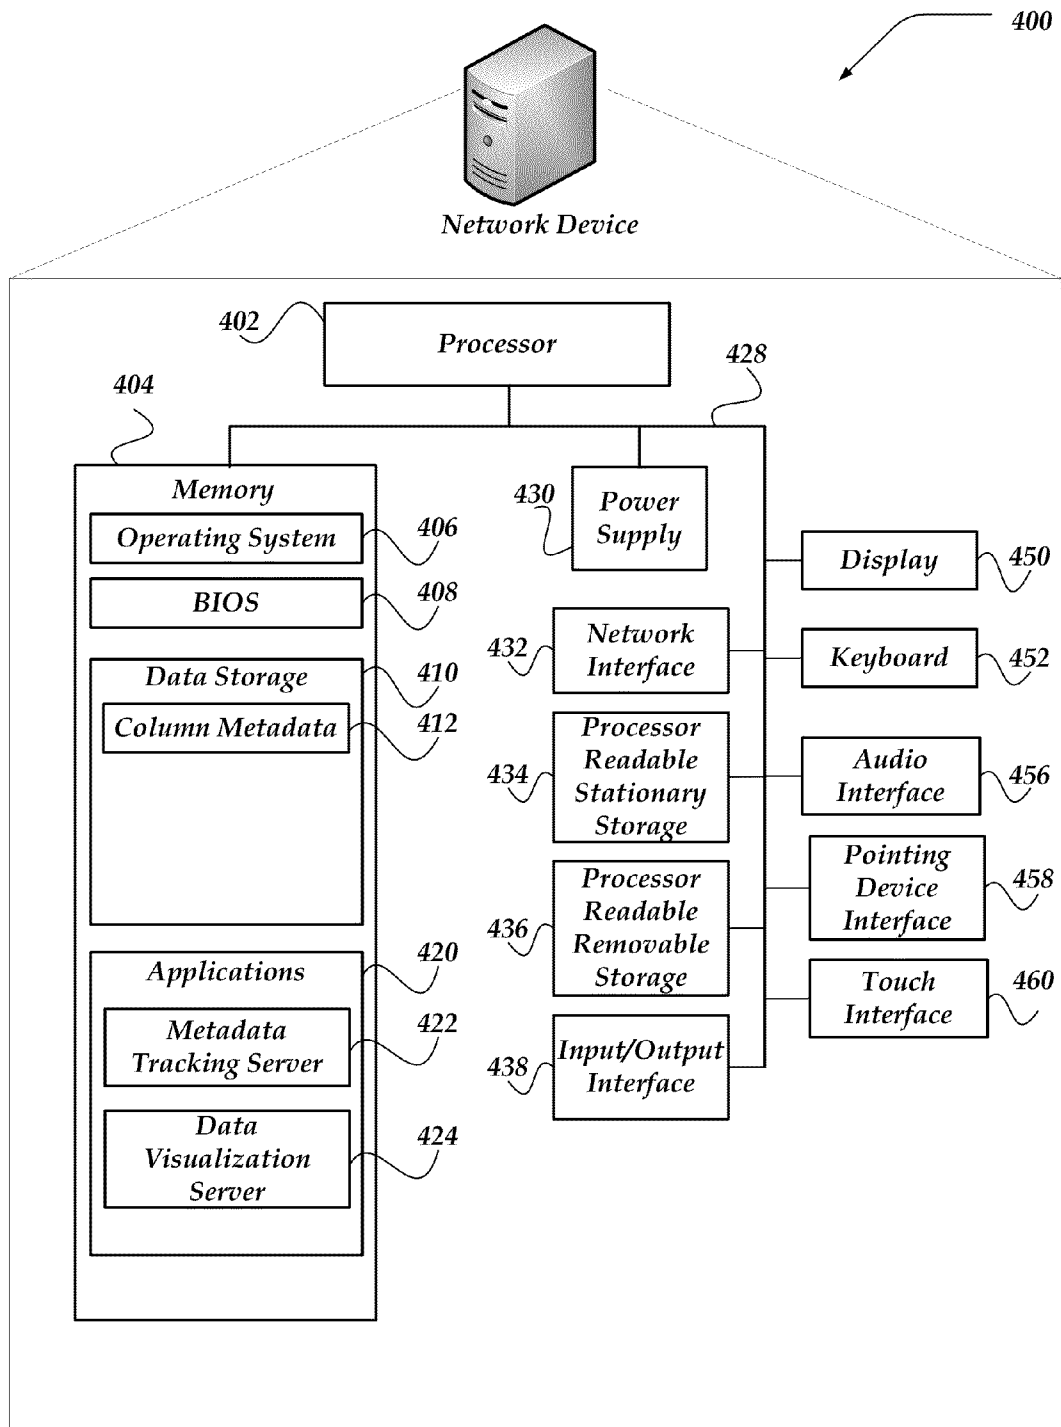 400
Network Device
402
Processor
428
404
Memory
Operating System
406
BIOS
408
Data Storage
410
Column Metadata
412
Applications
420
Metadata
Tracking Server
422
Data
Visualization
Server
424
430
Power
Supply
432
Network
Interface
434
Processor
Readable
Stationary
Storage
436
Processor
Readable
Removable
Storage
438
Input/Output
Interface
Display
450
Keyboard
452
Audio
Interface
456
Pointing
Device
Interface
458
Touch
Interface
460